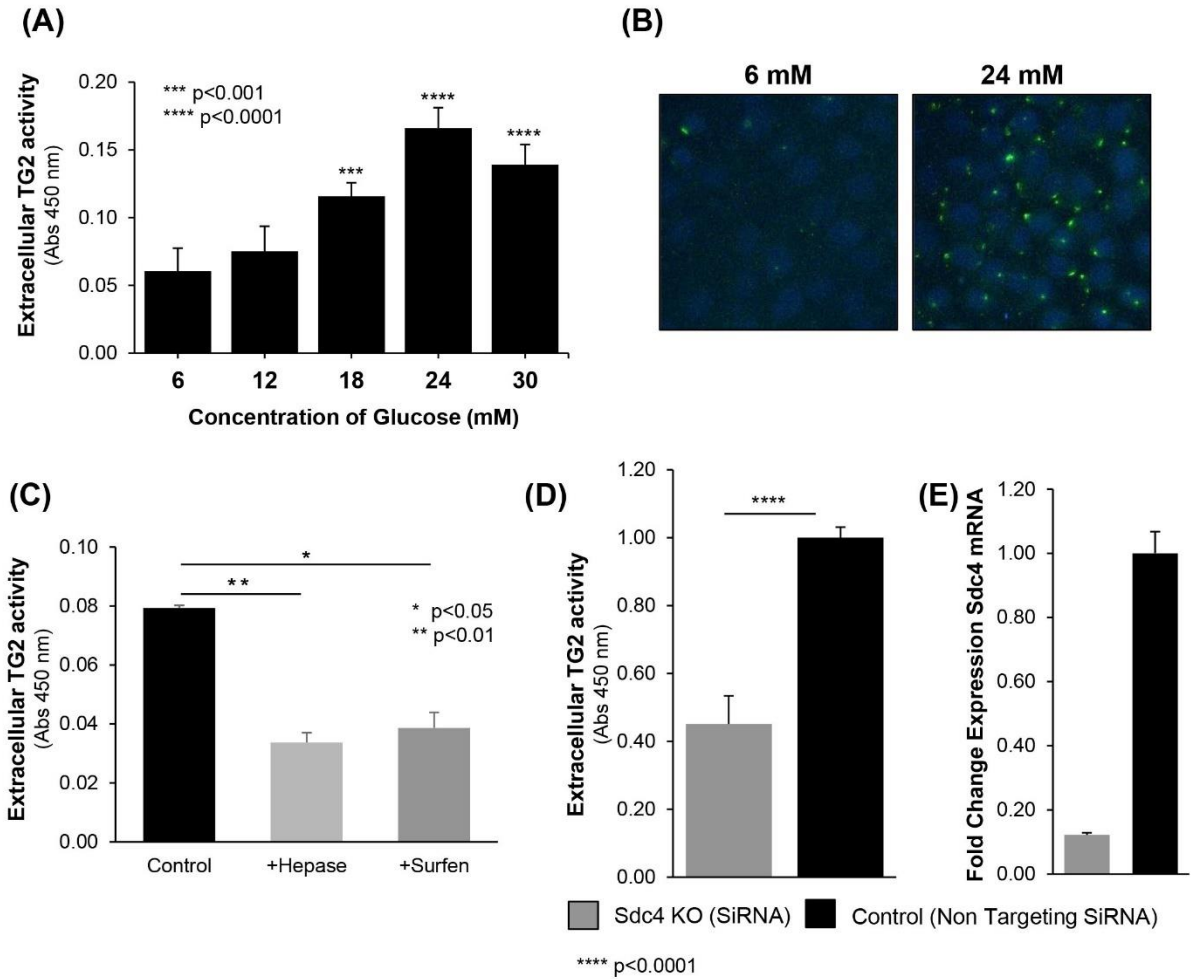 (A)
Extracellular TG2 activity
(Abs 450 nm)
0.20
0.15
0.10
0.05
0.00
*** p<0.001
**** p<0.0001
***
****
****
6 12 18 24 30
Concentration of Glucose (mM)
(B)
6 mM 24 mM
(C)
Extracellular TG2 activity
(Abs 450 nm)
0.10
0.08
0.06
0.04
0.02
0.00
*
**
* p<0.05
** p<0.01
Control +Hepase +Surfen
(D)
Extracellular TG2 activity
(Abs 450 nm)
1.20
1.00
0.80
0.60
0.40
0.20
0.00
****
(E)
Fold Change Expression Sdc4 mRNA
1.20
1.00
0.80
0.60
0.40
0.20
0.00
Sdc4 KO (SiRNA) Control (Non Targeting SiRNA)
**** p<0.0001